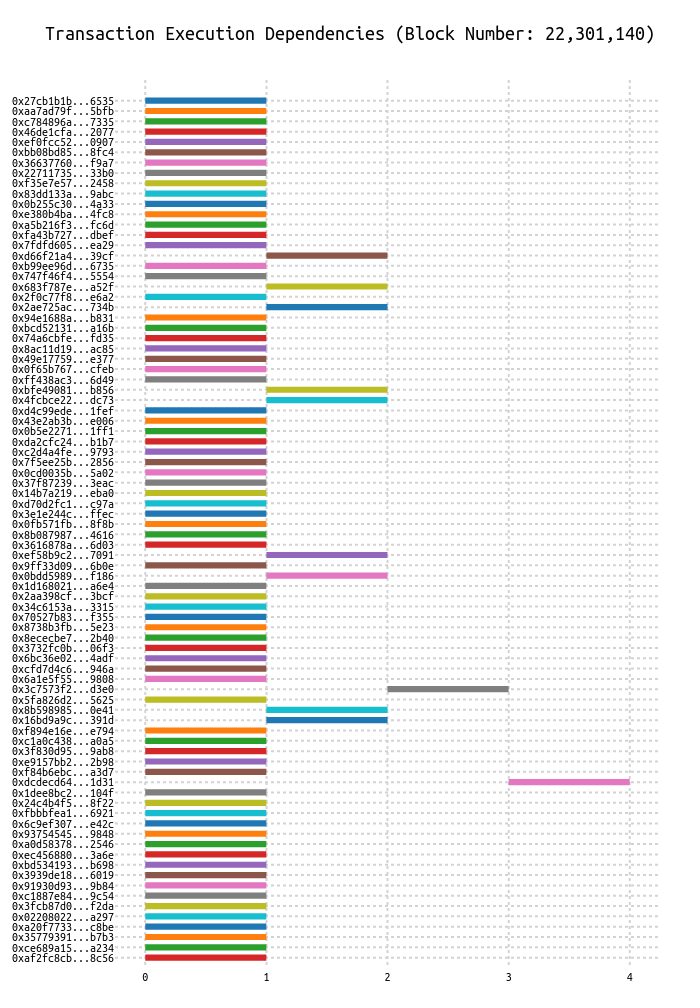 Transaction Execution Dependencies (Block Number: 22,301,140)
0x27cb1b1b...6535
0xaa7ad79f...5bfb
0xc784896a...7335
0x46de1cfa...2077
0xef0fcc52...0907
0xbb08bd85...8fc4
0x36637760...f9a7
0x22711735...33b0
0xf35e7e57...2458
0x83dd133a...9abc
0x0b255c30...4a33
0xe380b4ba...4fc8
0xa5b216f3...fc6d
0xfa43b727...dbef
0x7fdfd605...ea29
0xd66f21a4...39cf
0xb99ee96d...6735
0x747f46f4...5554
0x683f787e...a52f
0x2f0c77f8...e6a2
0x2ae725ac...734b
0x94e1688a...b831
0xbcd52131...a16b
0x74a6cbfe...fd35
0x8ac11d19...ac85
0x49e17759...e377
0x0f65b767...cfeb
0xff438ac3...6d49
0xbfe49081...b856
0x4fcbce22...dc73
0xd4c99ede...1fef
0x43e2ab3b...e006
0x0b5e2271...1ff1
0xda2cfc24...b1b7
0xc2d4a4fe...9793
0x7f5ee25b...2856
0x0cd0035b...5a02
0x37f87239...3eac
0x14b7a219...eba0
0xd70d2fc1...c97a
0x3e1e244c...ffec
0x0fb571fb...8f8b
0x8b087987...4616
0x3616878a...6d03
0xef58b9c2...7091
0x9ff33d09...6b0e
0x0bdd5989...f186
0x1d168021...a6e4
0x2aa398cf...3bcf
0x34c6153a...3315
0x70527b83...f355
0x8738b3fb...5e23
0x8ececbe7...2b40
0x3732fc0b...06f3
0x6bc36e02...4adf
0xcfd7d4c6...946a
0x6a1e5f55...9808
0x3c7573f2...d3e0
0x5fa826d2...5625
0x8b598985...0e41
0x16bd9a9c...391d
0xf894e16e...e794
0xc1a0c438...a0a5
0x3f830d95...9ab8
0xe9157bb2...2b98
0xf84b6ebc...a3d7
0xdcdecd64...1d31
0x1dee8bc2...104f
0x24c4b4f5...8f22
0xfbbbfea1...6921
0x6c9ef307...e42c
0x93754545...9848
0xa0d58378...2546
0xec456880...3a6e
0xbd534193...b698
0x3939de18...6019
0x91930d93...9b84
0xc1887e84...9c54
0x3fcb87d0...f2da
0x02208022...a297
0xa20f7733...c8be
0x35779391...b7b3
0xce689a15...a234
0xaf2fc8cb...8c56
0 1 2 3 4